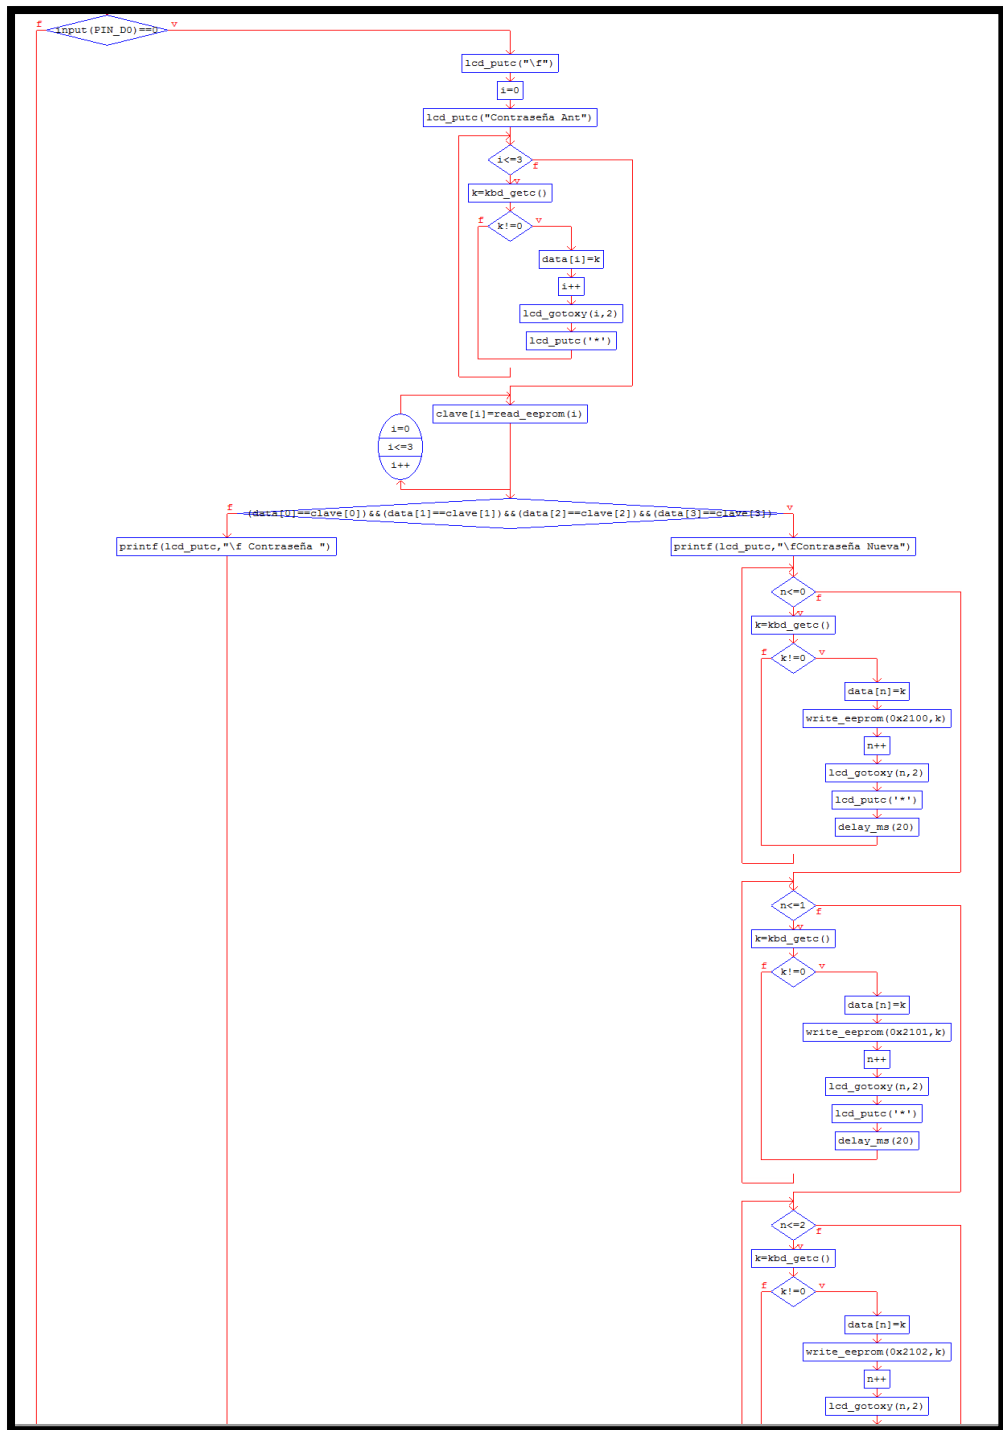 f
input(PIN_D0)==0
v
lcd_putc("\f")
i=0
lcd_putc("Contraseña Ant")
i<=3
f
v
k=kbd_getc()
f
k!=0
v
data[i]=k
i++
lcd_gotoxy(i,2)
lcd_putc('*')
clave[i]=read_eeprom(i)
i=0
i<=3
i++
f
(data[0]==clave[0])&&(data[1]==clave[1])&&(data[2]==clave[2])&&(data[3]==clave[3])
v
printf(lcd_putc,"\f Contraseña ")
printf(lcd_putc,"\fContraseña Nueva")
n<=0
f
v
k=kbd_getc()
f
k!=0
v
data[n]=k
write_eeprom(0x2100,k)
n++
lcd_gotoxy(n,2)
lcd_putc('*')
delay_ms(20)
n<=1
f
v
k=kbd_getc()
f
k!=0
v
data[n]=k
write_eeprom(0x2101,k)
n++
lcd_gotoxy(n,2)
lcd_putc('*')
delay_ms(20)
n<=2
f
v
k=kbd_getc()
f
k!=0
v
data[n]=k
write_eeprom(0x2102,k)
n++
lcd_gotoxy(n,2)